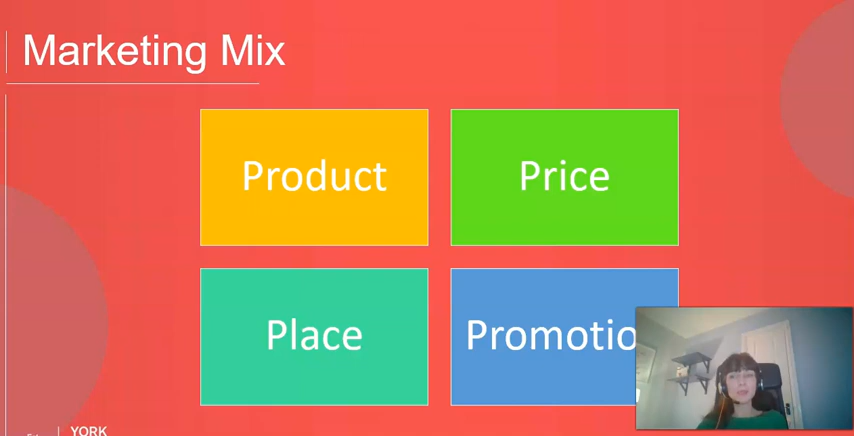 Marketing Mix
Product
Price
Place
Promotio
YORK